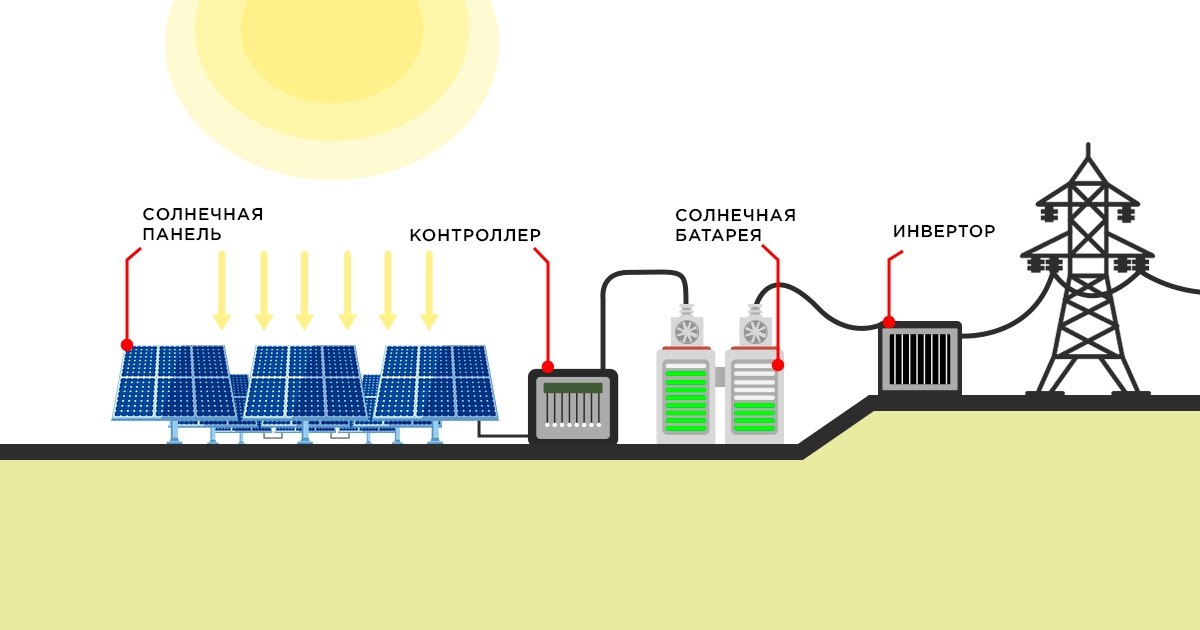 СОЛНЕЧНАЯ
ПАНЕЛЬ
КОНТРОЛЛЕР
СОЛНЕЧНАЯ
БАТАРЕЯ
ИНВЕРТОР